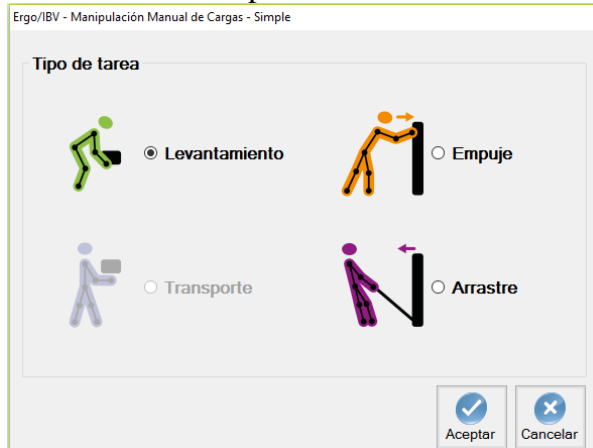 Ergo/IBV - Manipulación Manual de Cargas - Simple
Tipo de tarea
Levantamiento
Empuje
Transporte
Arrastre
Aceptar
Cancelar